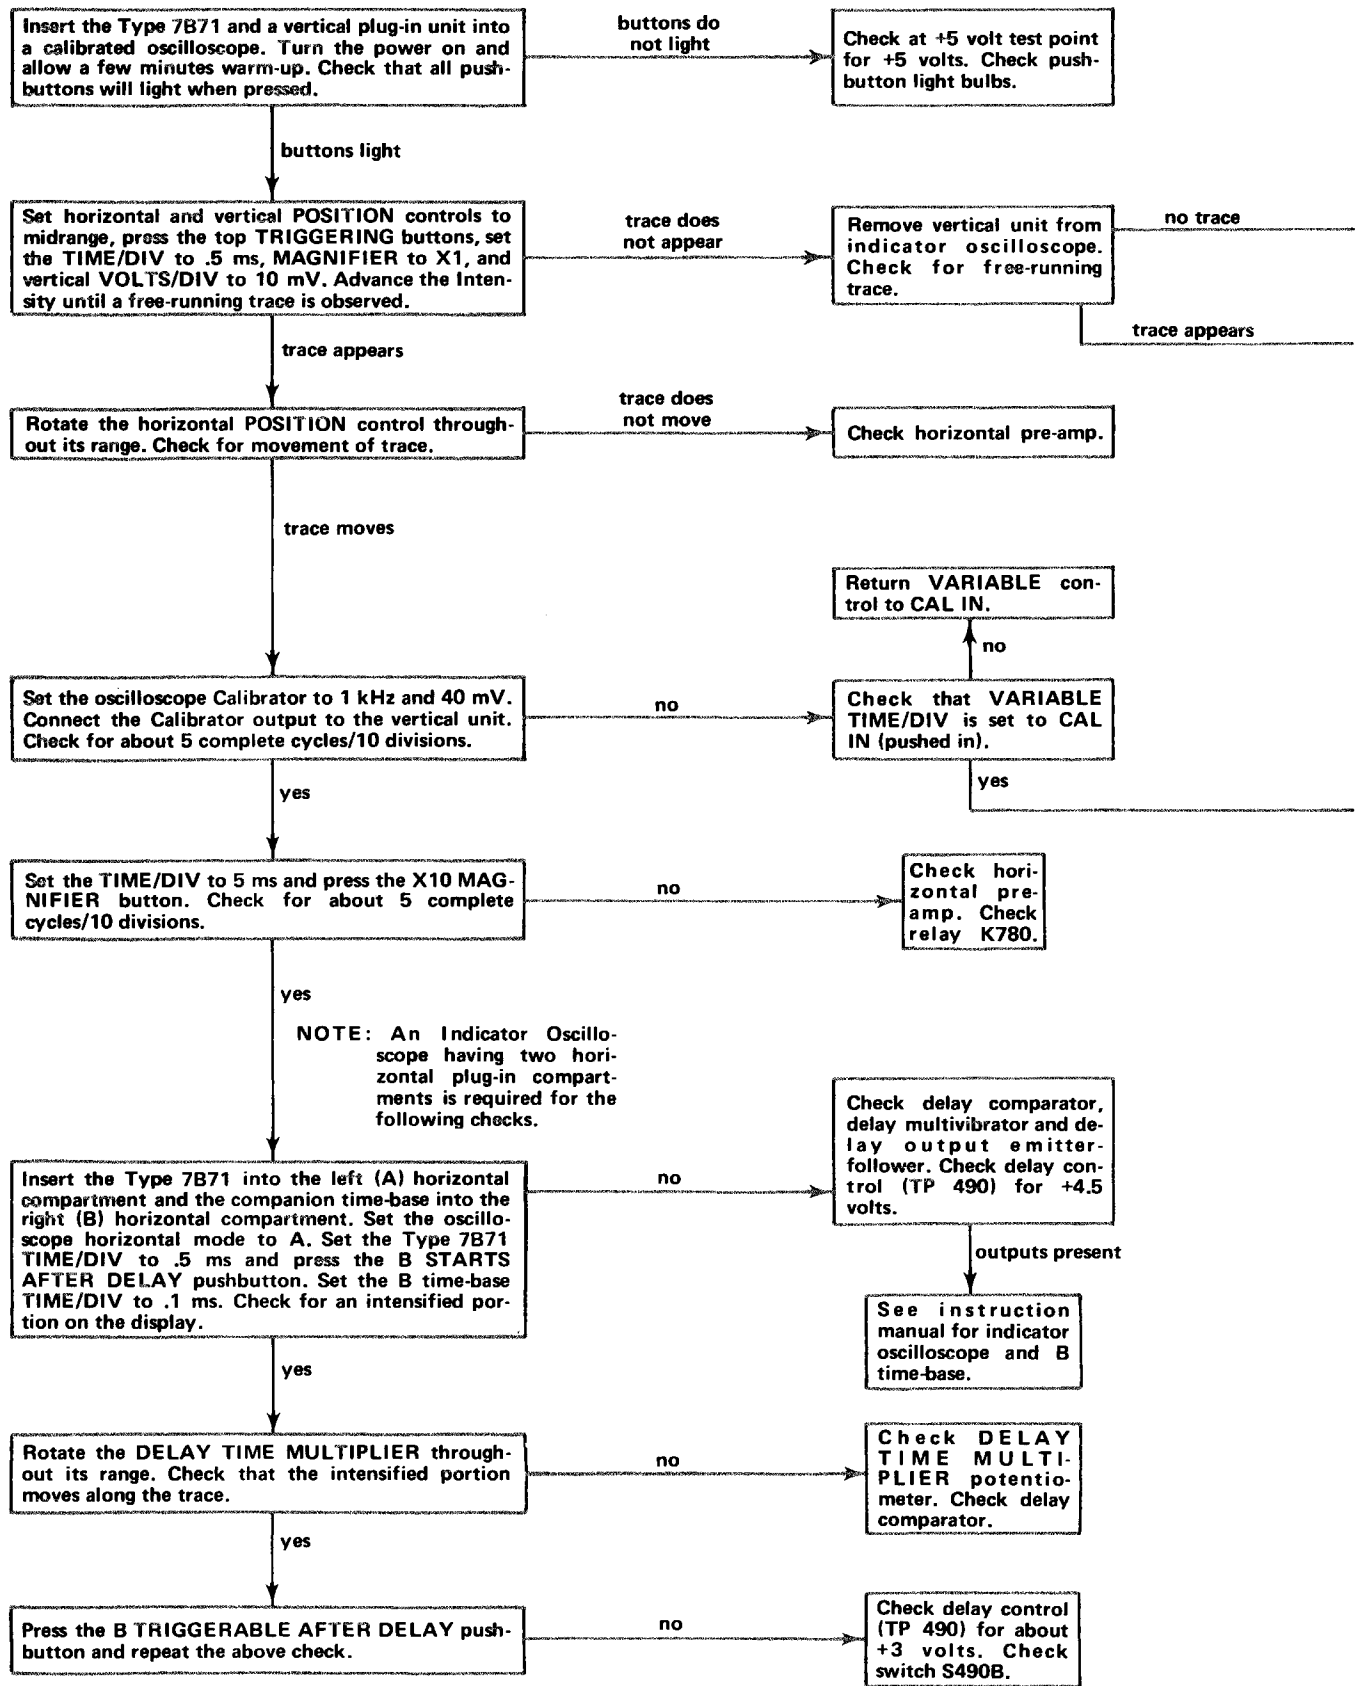 Insert the Type 7B71 and a vertical plug-in unit into
a calibrated oscilloscope. Turn the power on and
allow a few minutes warm-up. Check that all push-
buttons will light when pressed.
buttons do
not light
Check at +5 volt test point
for +5 volts. Check push-
button light bulbs.
buttons light
Set horizontal and vertical POSITION controls to
midrange, press the top TRIGGERING buttons, set
the TIME/DIV to .5 ms, MAGNIFIER to X1, and
vertical VOLTS/DIV to 10 mV. Advance the Inten-
sity until a free-running trace is observed.
trace does
not appear
Remove vertical unit from
indicator oscilloscope.
Check for free-running
trace.
no trace
trace appears
trace appears
Rotate the horizontal POSITION control through-
out its range. Check for movement of trace.
trace does
not move
Check horizontal pre-amp.
trace moves
Return VARIABLE con-
trol to CAL IN.
no
Set the oscilloscope Calibrator to 1 kHz and 40 mV.
Connect the Calibrator output to the vertical unit.
Check for about 5 complete cycles/10 divisions.
no
Check that VARIABLE
TIME/DIV is set to CAL
IN (pushed in).
yes
yes
Set the TIME/DIV to 5 ms and press the X10 MAG-
NIFIER button. Check for about 5 complete
cycles/10 divisions.
no
Check hori-
zontal pre-
amp. Check
relay K780.
yes
NOTE: An Indicator Oscillo-
scope having two hori-
zontal plug-in compart-
ments is required for the
following checks.
Insert the Type 7B71 into the left (A) horizontal
compartment and the companion time-base into the
right (B) horizontal compartment. Set the oscillo-
scope horizontal mode to A. Set the Type 7B71
TIME/DIV to .5 ms and press the B STARTS
AFTER DELAY pushbutton. Set the B time-base
TIME/DIV to .1 ms. Check for an intensified por-
tion on the display.
no
Check delay comparator,
delay multivibrator and de-
lay output emitter-
follower. Check delay con-
trol (TP 490) for +4.5
volts.
outputs present
See instruction
manual for indicator
oscilloscope and B
time-base.
yes
Rotate the DELAY TIME MULTIPLIER through-
out its range. Check that the intensified portion
moves along the trace.
no
Check DELAY
TIME MULTI-
PLIER potentio-
meter. Check delay
comparator.
yes
Press the B TRIGGERABLE AFTER DELAY push-
button and repeat the above check.
no
Check delay control
(TP 490) for about
+3 volts. Check
switch S490B.